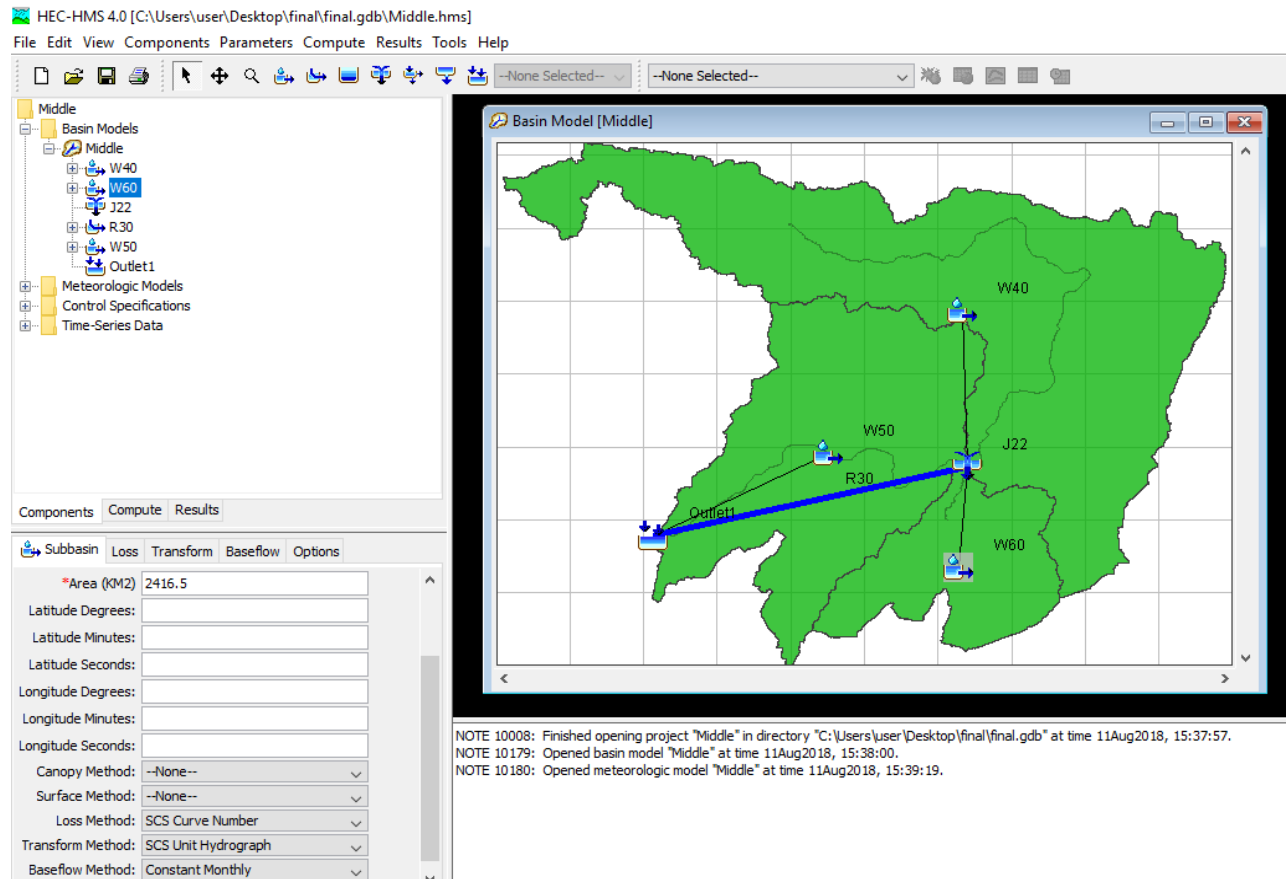 HEC-HMS 4.0 [C:\Users\user\Desktop\final\final.gdb\Middle.hms]
File Edit View Components Parameters Compute Results Tools Help
--None Selected-- --None Selected--
Middle
Basin Models
Middle
W40
W60
J22
R30
W50
Outlet1
Meteorologic Models
Control Specifications
Time-Series Data
Components Compute Results
Subbasin Loss Transform Baseflow Options
*Area (KM2) 2416.5
Latitude Degrees:
Latitude Minutes:
Latitude Seconds:
Longitude Degrees:
Longitude Minutes:
Longitude Seconds:
Canopy Method: --None--
Surface Method: --None--
Loss Method: SCS Curve Number
Transform Method: SCS Unit Hydrograph
Baseflow Method: Constant Monthly
Basin Model [Middle]
W40
W50
J22
R30
Outlet1
W60
NOTE 10008: Finished opening project "Middle" in directory "C:\Users\user\Desktop\final\final.gdb" at time 11Aug2018, 15:37:57.
NOTE 10179: Opened basin model "Middle" at time 11Aug2018, 15:38:00.
NOTE 10180: Opened meteorologic model "Middle" at time 11Aug2018, 15:39:19.